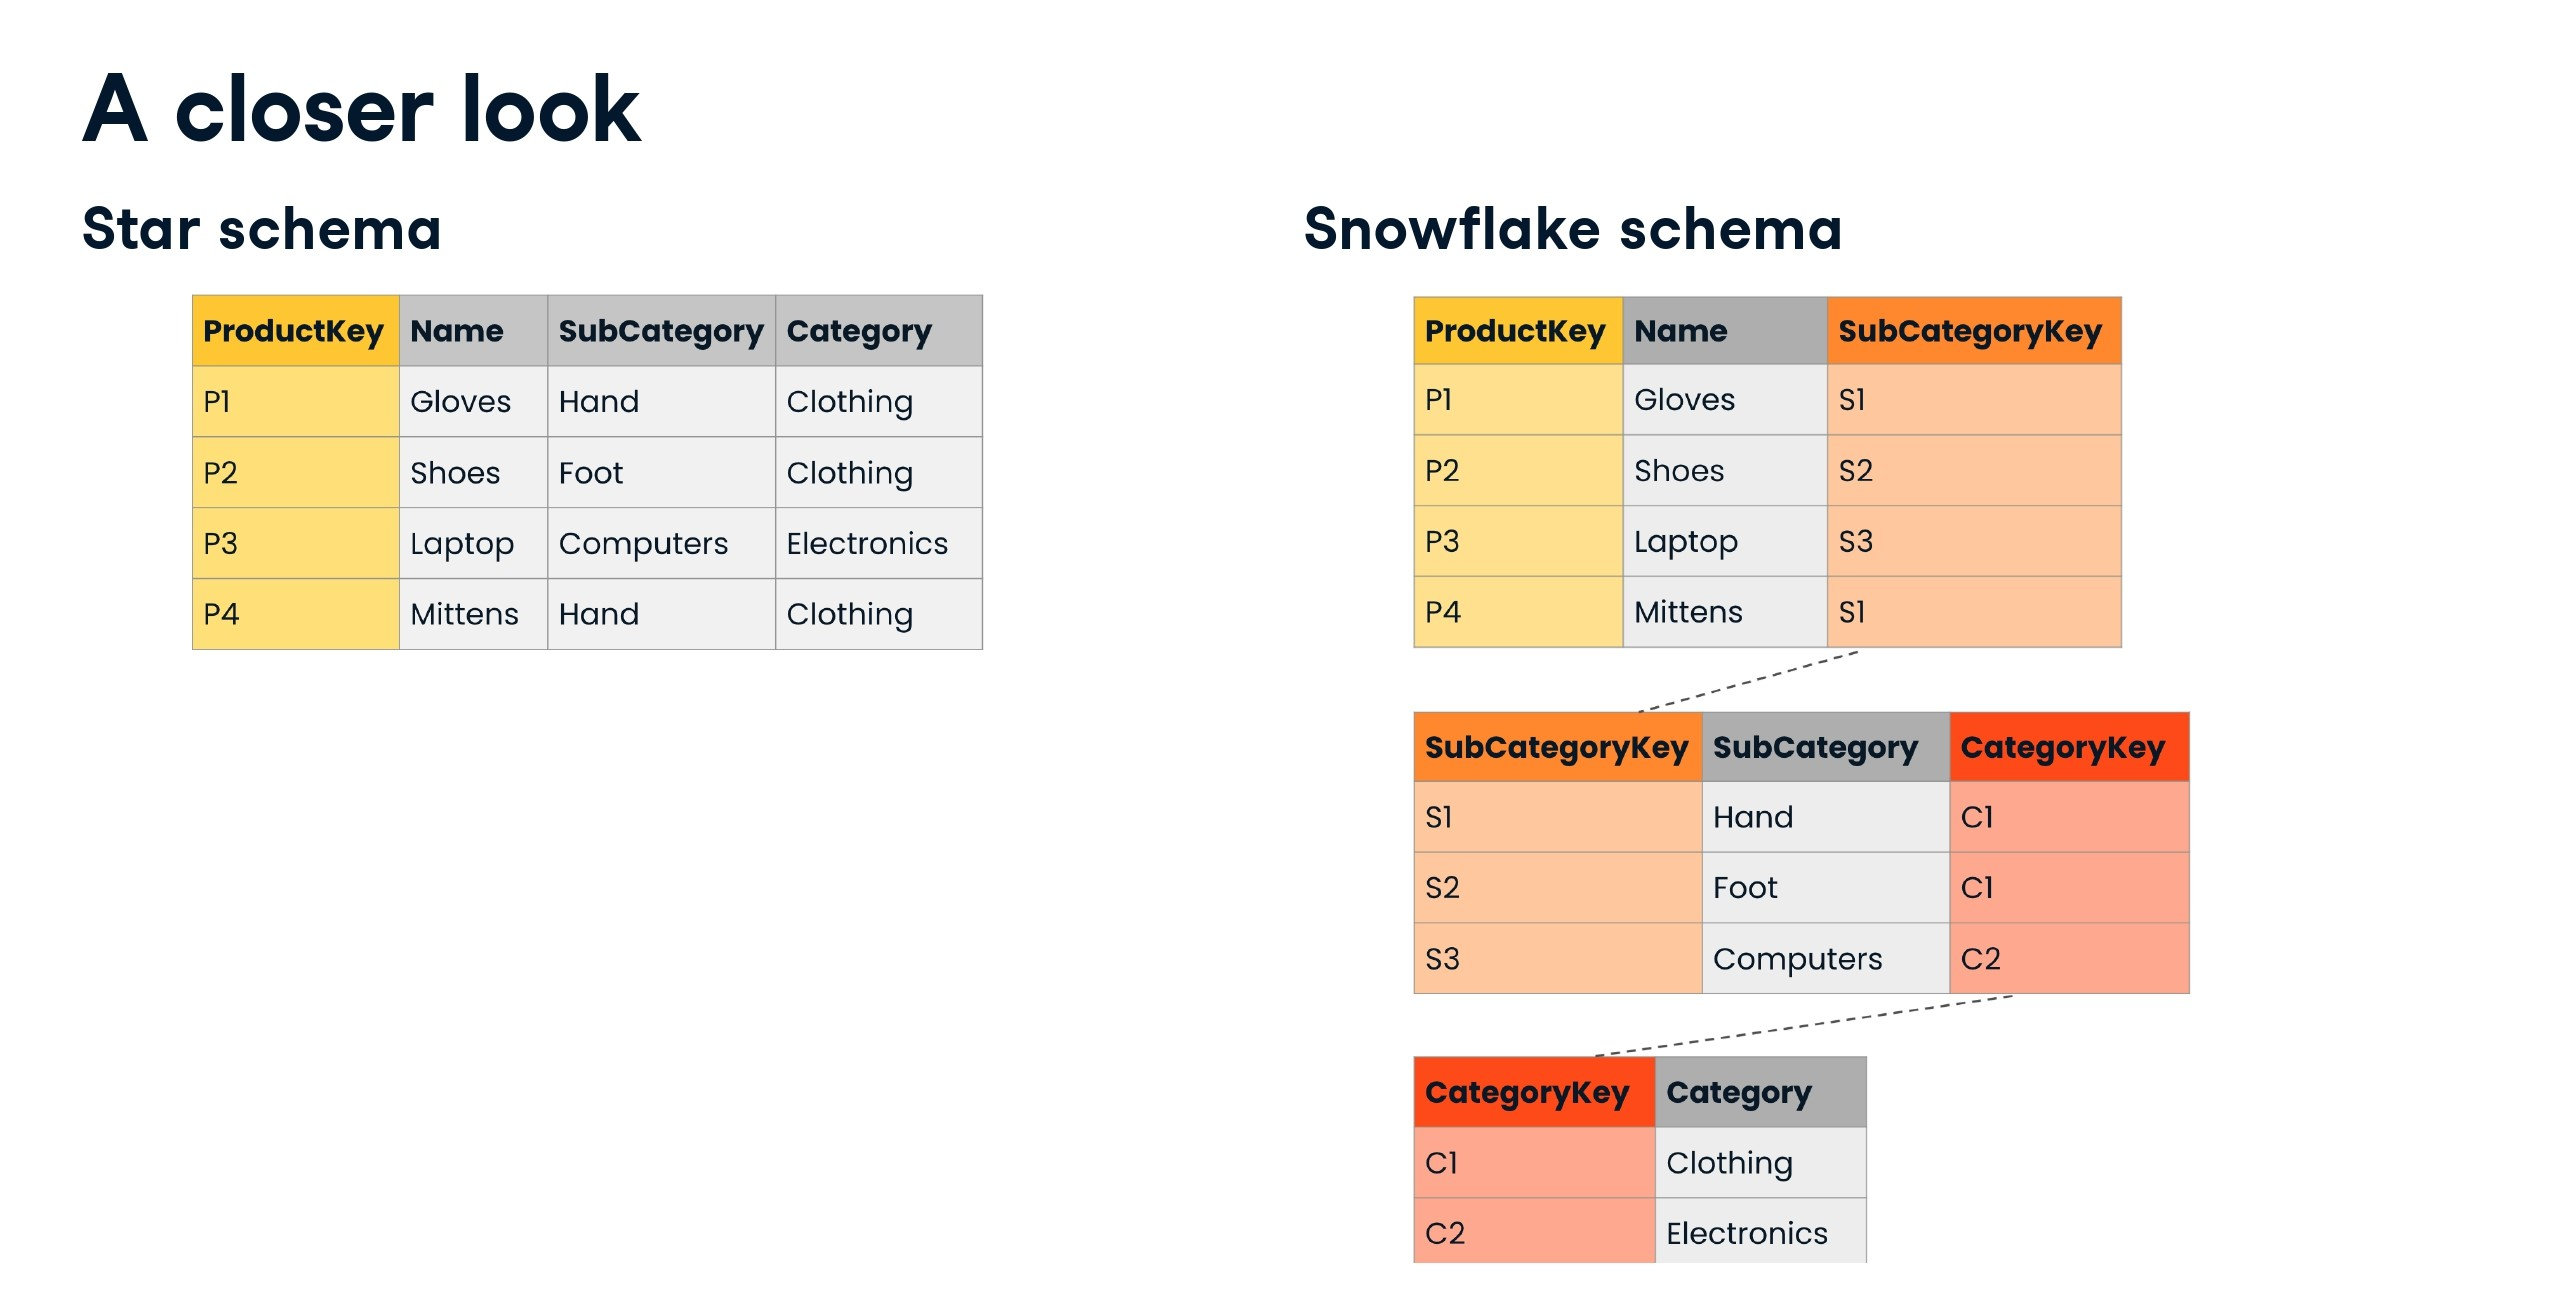 A closer look
Star schema
ProductKey Name SubCategory Category
P1 Gloves Hand Clothing
P2 Shoes Foot Clothing
P3 Laptop Computers Electronics
P4 Mittens Hand Clothing
Snowflake schema
ProductKey Name SubCategoryKey
P1 Gloves S1
P2 Shoes S2
P3 Laptop S3
P4 Mittens S1
SubCategoryKey SubCategory CategoryKey
S1 Hand C1
S2 Foot C1
S3 Computers C2
CategoryKey Category
C1 Clothing
C2 Electronics